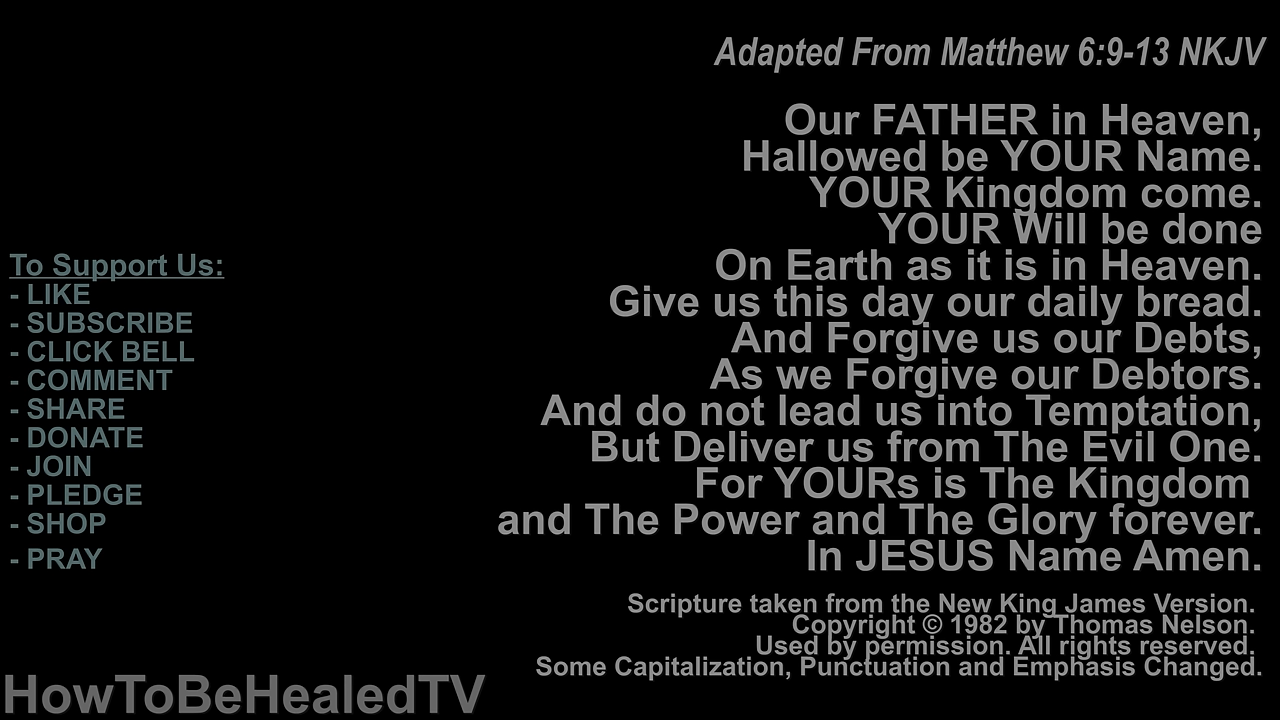 Adapted From Matthew 6:9-13 NKJV
Our FATHER in Heaven,
Hallowed be YOUR Name.
YOUR Kingdom come.
YOUR Will be done
On Earth as it is in Heaven.
Give us this day our daily bread.
And Forgive us our Debts,
As we Forgive our Debtors.
And do not lead us into Temptation,
But Deliver us from The Evil One.
For YOURs is The Kingdom
and The Power and The Glory forever.
In JESUS Name Amen.
Scripture taken from the New King James Version.
Copyright © 1982 by Thomas Nelson.
Used by permission. All rights reserved.
Some Capitalization, Punctuation and Emphasis Changed.
To Support Us:
- LIKE
- SUBSCRIBE
- CLICK BELL
- COMMENT
- SHARE
- DONATE
- JOIN
- PLEDGE
- SHOP
- PRAY
HowToBeHealedTV